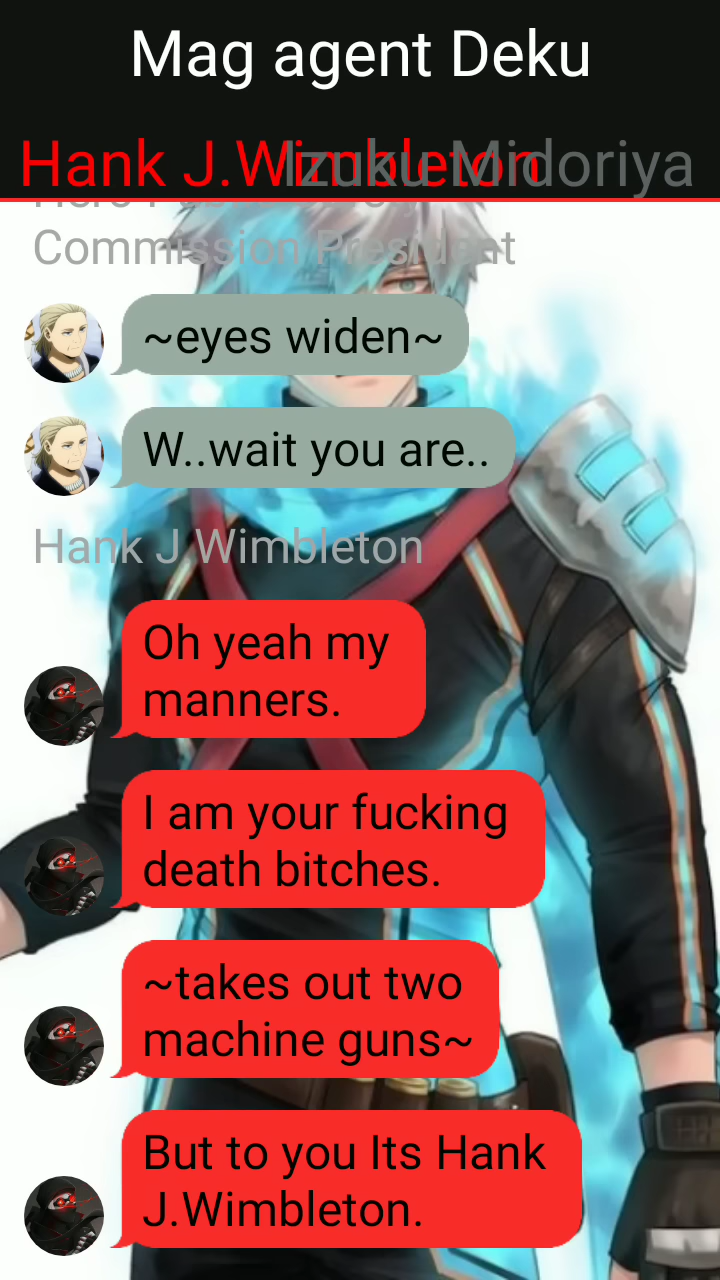 Mag agent Deku
Hank J.Wimbleton Izuku Midoriya
Commission President
~eyes widen~
W..wait you are..
Hank J Wimbleton
Oh yeah my
manners.
I am your fucking
death bitches.
~takes out two
machine guns~
But to you Its Hank
J.Wimbleton.